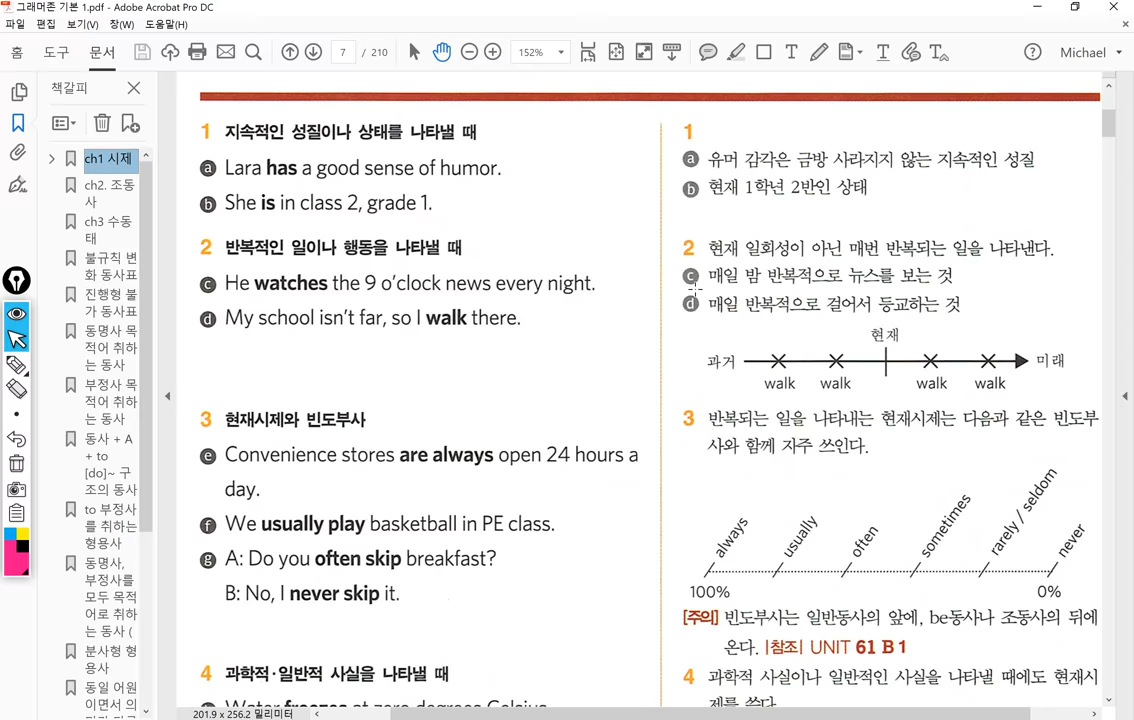 그래머존 기본 1.pdf - Adobe Acrobat Pro DC
파일 편집 보기(V) 창(W) 도움말(H)
홈 도구 문서 7 / 210 152% Michael
책갈피
ch1 시제
ch2. 조동
사
ch3 수동
태
불규칙 변
화 동사표
진행형 불
가 동사표
동명사 목
적어 취하
는 동사
부정사 목
적어 취하
는 동사
동사 + A
+ to
[do]~ 구
조의 동사
to 부정사
를 취하는
형용사
동명사,
부정사를
모두 목적
어로 취하
는 동사 (
분사형 형
용사
동일 어원
이면서 의
1 지속적인 성질이나 상태를 나타낼 때
a Lara has a good sense of humor.
b She is in class 2, grade 1.
2 반복적인 일이나 행동을 나타낼 때
c He watches the 9 o'clock news every night.
d My school isn't far, so I walk there.
3 현재시제와 빈도부사
e Convenience stores are always open 24 hours a
day.
f We usually play basketball in PE class.
g A: Do you often skip breakfast?
B: No, I never skip it.
4 과학적·일반적 사실을 나타낼 때
Water freezes at zero degrees Celsius.
1
a 유머 감각은 금방 사라지지 않는 지속적인 성질
b 현재 1학년 2반인 상태
2 현재 일회성이 아닌 매번 반복되는 일을 나타낸다.
c 매일 밤 반복적으로 뉴스를 보는 것
d 매일 반복적으로 걸어서 등교하는 것
현재
과거 미래
walk walk walk walk
3 반복되는 일을 나타내는 현재시제는 다음과 같은 빈도부
사와 함께 자주 쓰인다.
always usually often sometimes rarely / seldom never
100% 0%
[주의] 빈도부사는 일반동사의 앞에, be동사나 조동사의 뒤에
온다. |참조| UNIT 61 B 1
4 과학적 사실이나 일반적인 사실을 나타낼 때에도 현재시
제를 쓴다.
201.9 x 256.2 밀리미터